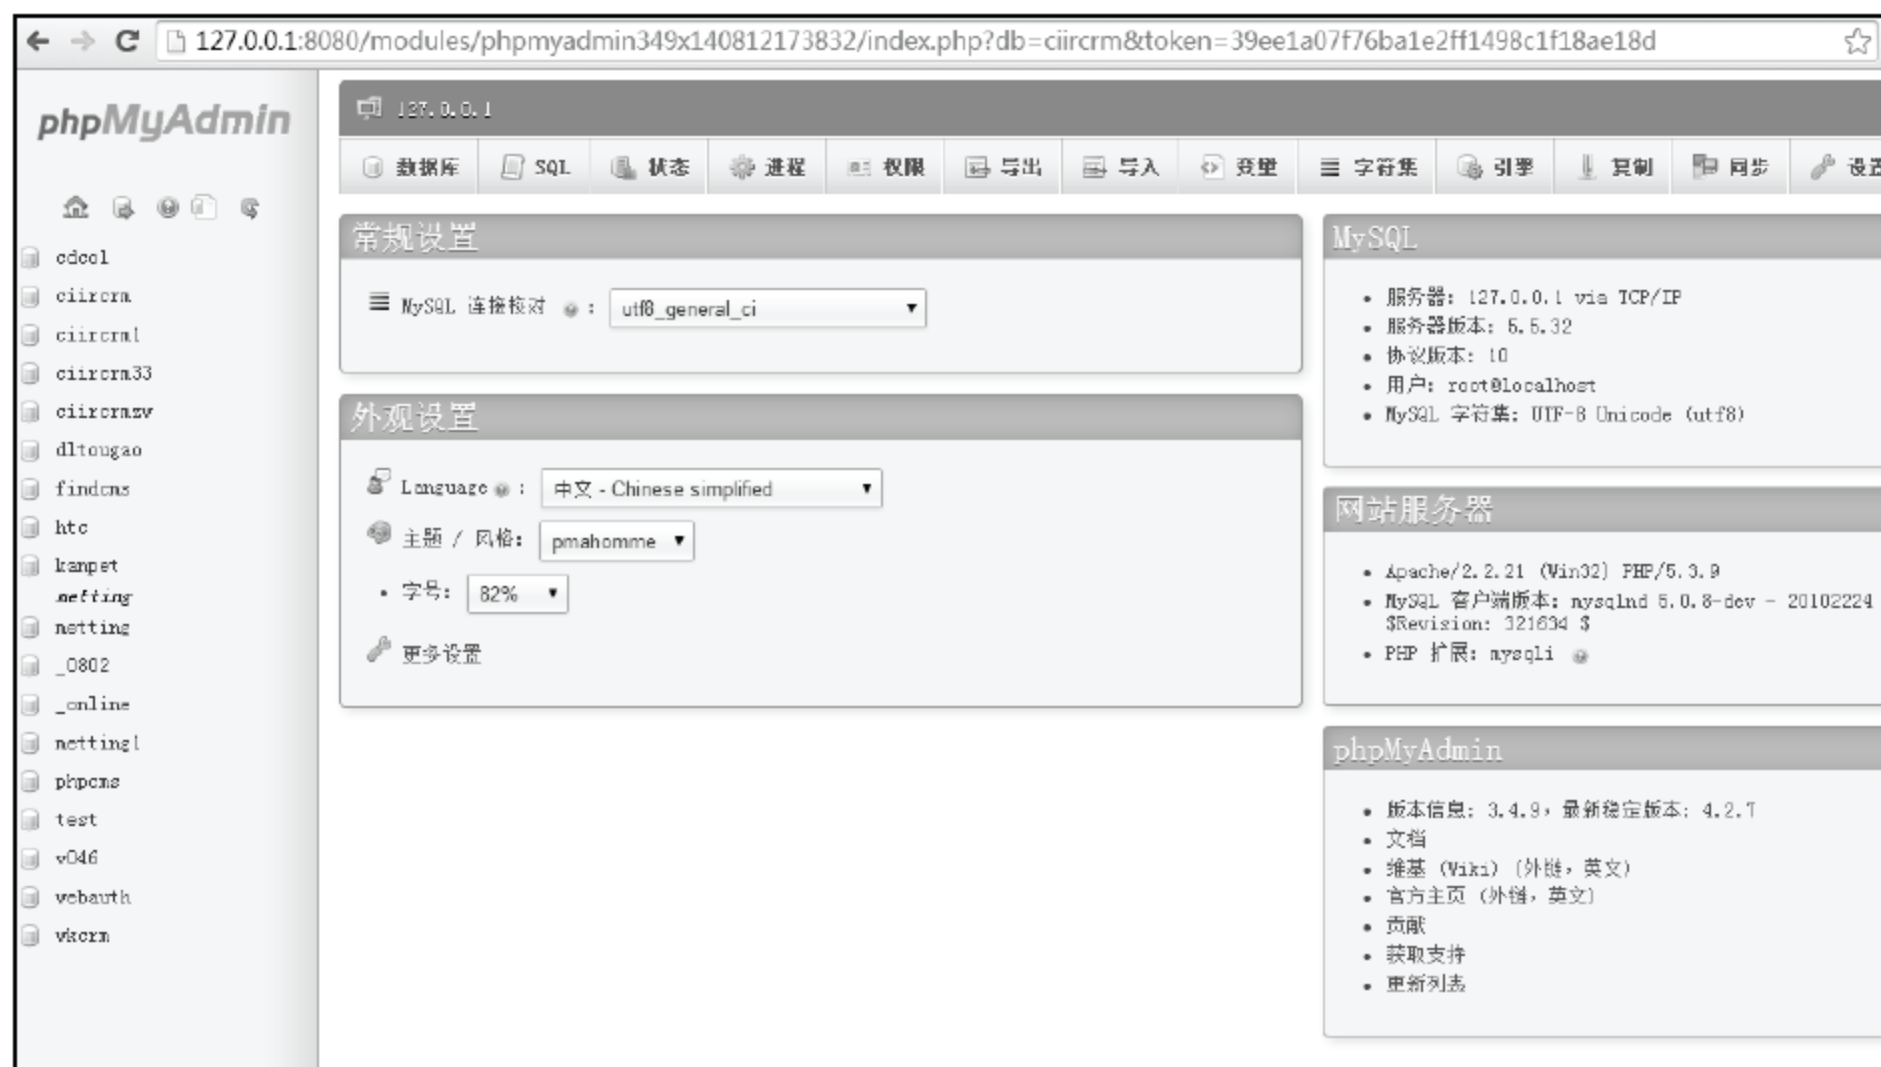 127.0.0.1:8080/modules/phpmyadmin349x140812173832/index.php?db=ciircrm&token=39ee1a07f76ba1e2ff1498c1f18ae18d
phpMyAdmin
cdcol
ciircrm
ciircrm1
ciircrm33
ciircrmzv
dltougao
findcms
htc
kanpet
netting
netting
_0802
_online
netting1
phpcms
test
v046
webauth
vkcrm
127.0.0.1
数据库 SQL 状态 进程 权限 导出 导入 变量 字符集 引擎 复制 同步 设置
常规设置
MySQL 连接校对 : utf8_general_ci
外观设置
Language : 中文 - Chinese simplified
主题 / 风格: pmahomme
字号: 82%
更多设置
MySQL
服务器: 127.0.0.1 via TCP/IP
服务器版本: 5.5.32
协议版本: 10
用户: root@localhost
MySQL 字符集: UTF-8 Unicode (utf8)
网站服务器
Apache/2.2.21 (Win32) PHP/5.3.9
MySQL 客户端版本: mysqlnd 5.0.8-dev - 20102224
$Revision: 321634 $
PHP 扩展: mysqli
phpMyAdmin
版本信息: 3.4.9, 最新稳定版本: 4.2.7
文档
维基 (Wiki) (外链, 英文)
官方主页 (外链, 英文)
贡献
获取支持
更新列表